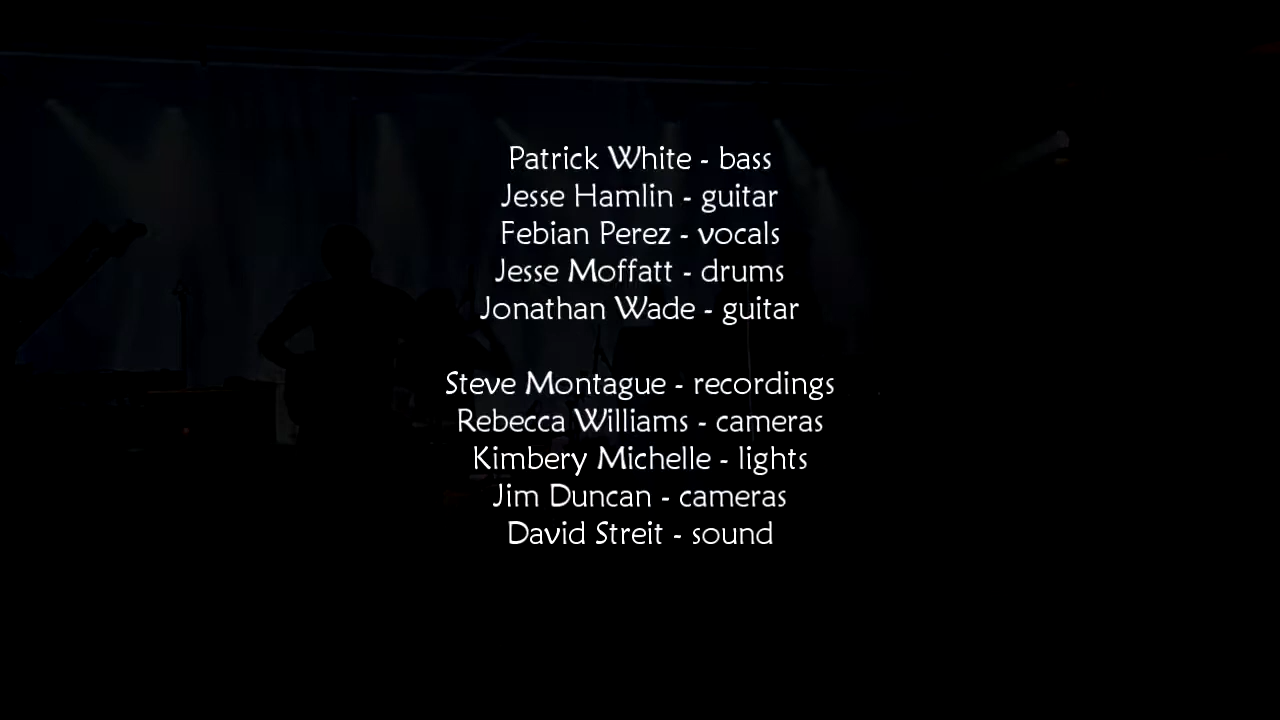 Patrick White - bass
Jesse Hamlin - guitar
Febian Perez - vocals
Jesse Moffatt - drums
Jonathan Wade - guitar
Steve Montague - recordings
Rebecca Williams - cameras
Kimbery Michelle - lights
Jim Duncan - cameras
David Streit - sound